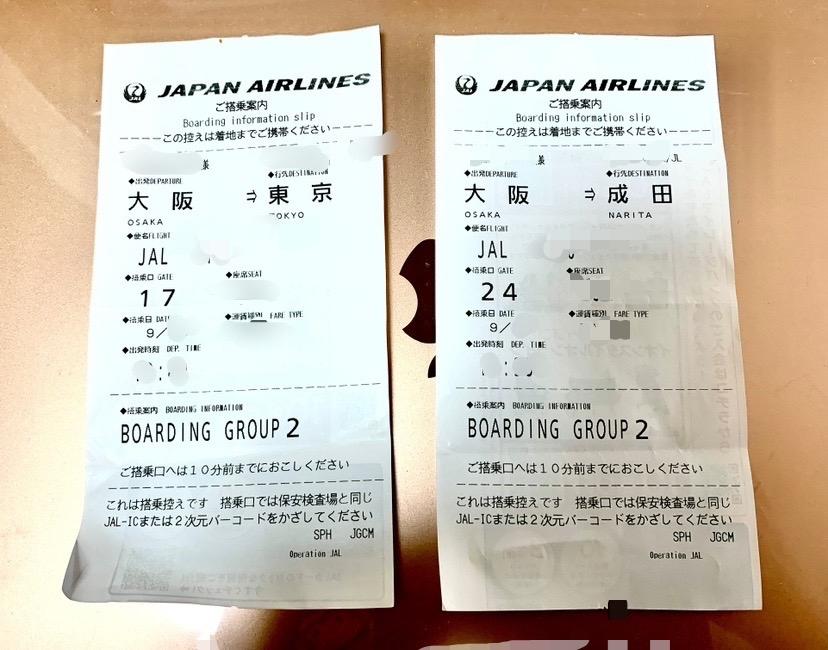 JAL JAPAN AIRLINES
ご搭乗案内
Boarding information slip
この控えは着地までご携帯ください
様
◆出発DEPARTURE ◆行先DESTINATION
大阪 ⇒ 東京
OSAKA TOKYO
◆便名FLIGHT
JAL
◆搭乗口 GATE ◆座席SEAT
17
◆搭乗日 DATE ◆運賃種別 FARE TYPE
9/
◆出発時刻 DEP. TIME
:
◆搭乗案内 BOARDING INFORMATION
BOARDING GROUP 2
ご搭乗口へは10分前までにおこしください
これは搭乗控えです 搭乗口では保安検査場と同じ
JAL-ICまたは2次元バーコードをかざしてください
SPH JGCM
Operation JAL
JAL JAPAN AIRLINES
ご搭乗案内
Boarding information slip
この控えは着地までご携帯ください
様 /JL
◆出発DEPARTURE ◆行先DESTINATION
大阪 ⇒ 成田
OSAKA NARITA
◆便名FLIGHT
JAL
◆搭乗口 GATE ◆座席SEAT
24
◆搭乗日 DATE ◆運賃種別 FARE TYPE
9/
◆出発時刻 DEP. TIME
:
◆搭乗案内 BOARDING INFORMATION
BOARDING GROUP 2
ご搭乗口へは10分前までにおこしください
これは搭乗控えです 搭乗口では保安検査場と同じ
JAL-ICまたは2次元バーコードをかざしてください
SPH JGCM
Operation JAL